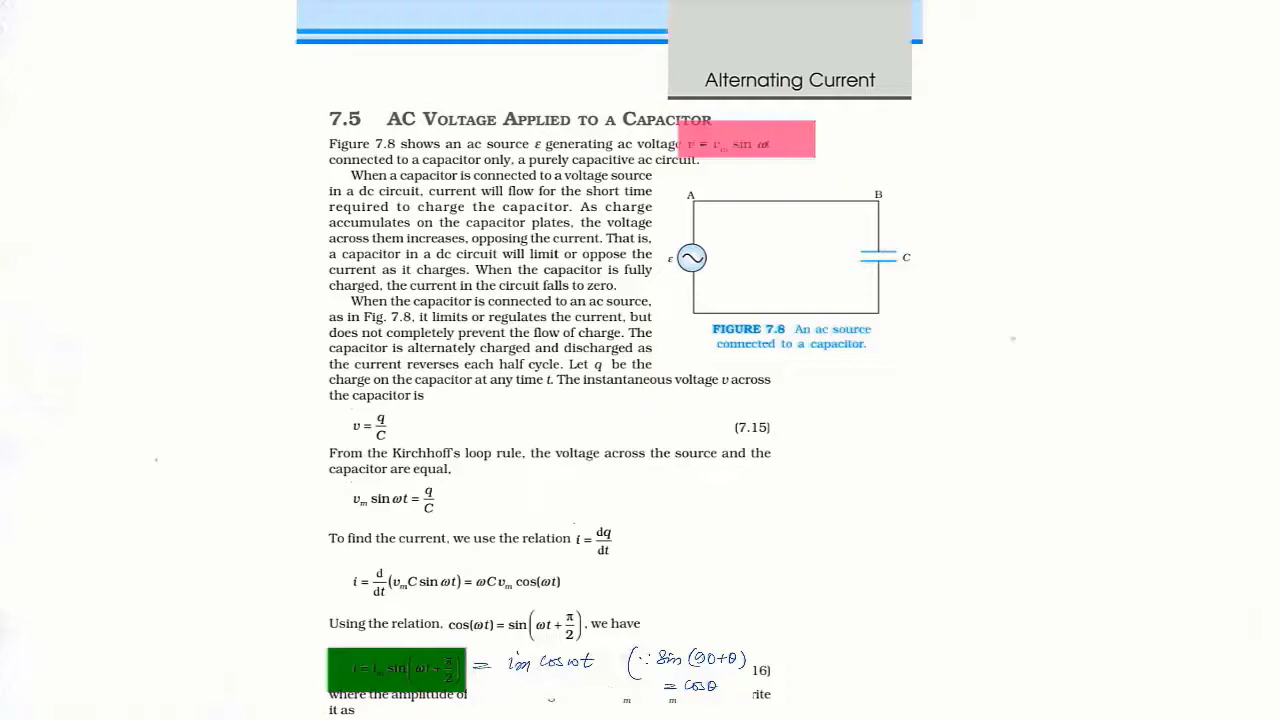 Alternating Current
7.5 AC VOLTAGE APPLIED TO A CAPACITOR
Figure 7.8 shows an ac source ε generating ac voltage v = vₘ sin ωt
connected to a capacitor only, a purely capacitive ac circuit.
When a capacitor is connected to a voltage source
in a dc circuit, current will flow for the short time
required to charge the capacitor. As charge
accumulates on the capacitor plates, the voltage
across them increases, opposing the current. That is,
a capacitor in a dc circuit will limit or oppose the
current as it charges. When the capacitor is fully
charged, the current in the circuit falls to zero.
When the capacitor is connected to an ac source,
as in Fig. 7.8, it limits or regulates the current, but
does not completely prevent the flow of charge. The
capacitor is alternately charged and discharged as
the current reverses each half cycle. Let q be the
charge on the capacitor at any time t. The instantaneous voltage v across
the capacitor is
A B
ε C
FIGURE 7.8 An ac source
connected to a capacitor.
v = q/C (7.15)
From the Kirchhoff's loop rule, the voltage across the source and the
capacitor are equal,
vₘ sin ωt = q/C
To find the current, we use the relation i = dq/dt
i = d/dt (vₘ C sin ωt) = ωC vₘ cos(ωt)
Using the relation, cos(ωt) = sin(ωt + π/2), we have
i = iₘ sin(ωt + π/2) = im cos ωt (∵ sin(90+θ) 16)
= cosθ
where the amplitude of m m rite
it as